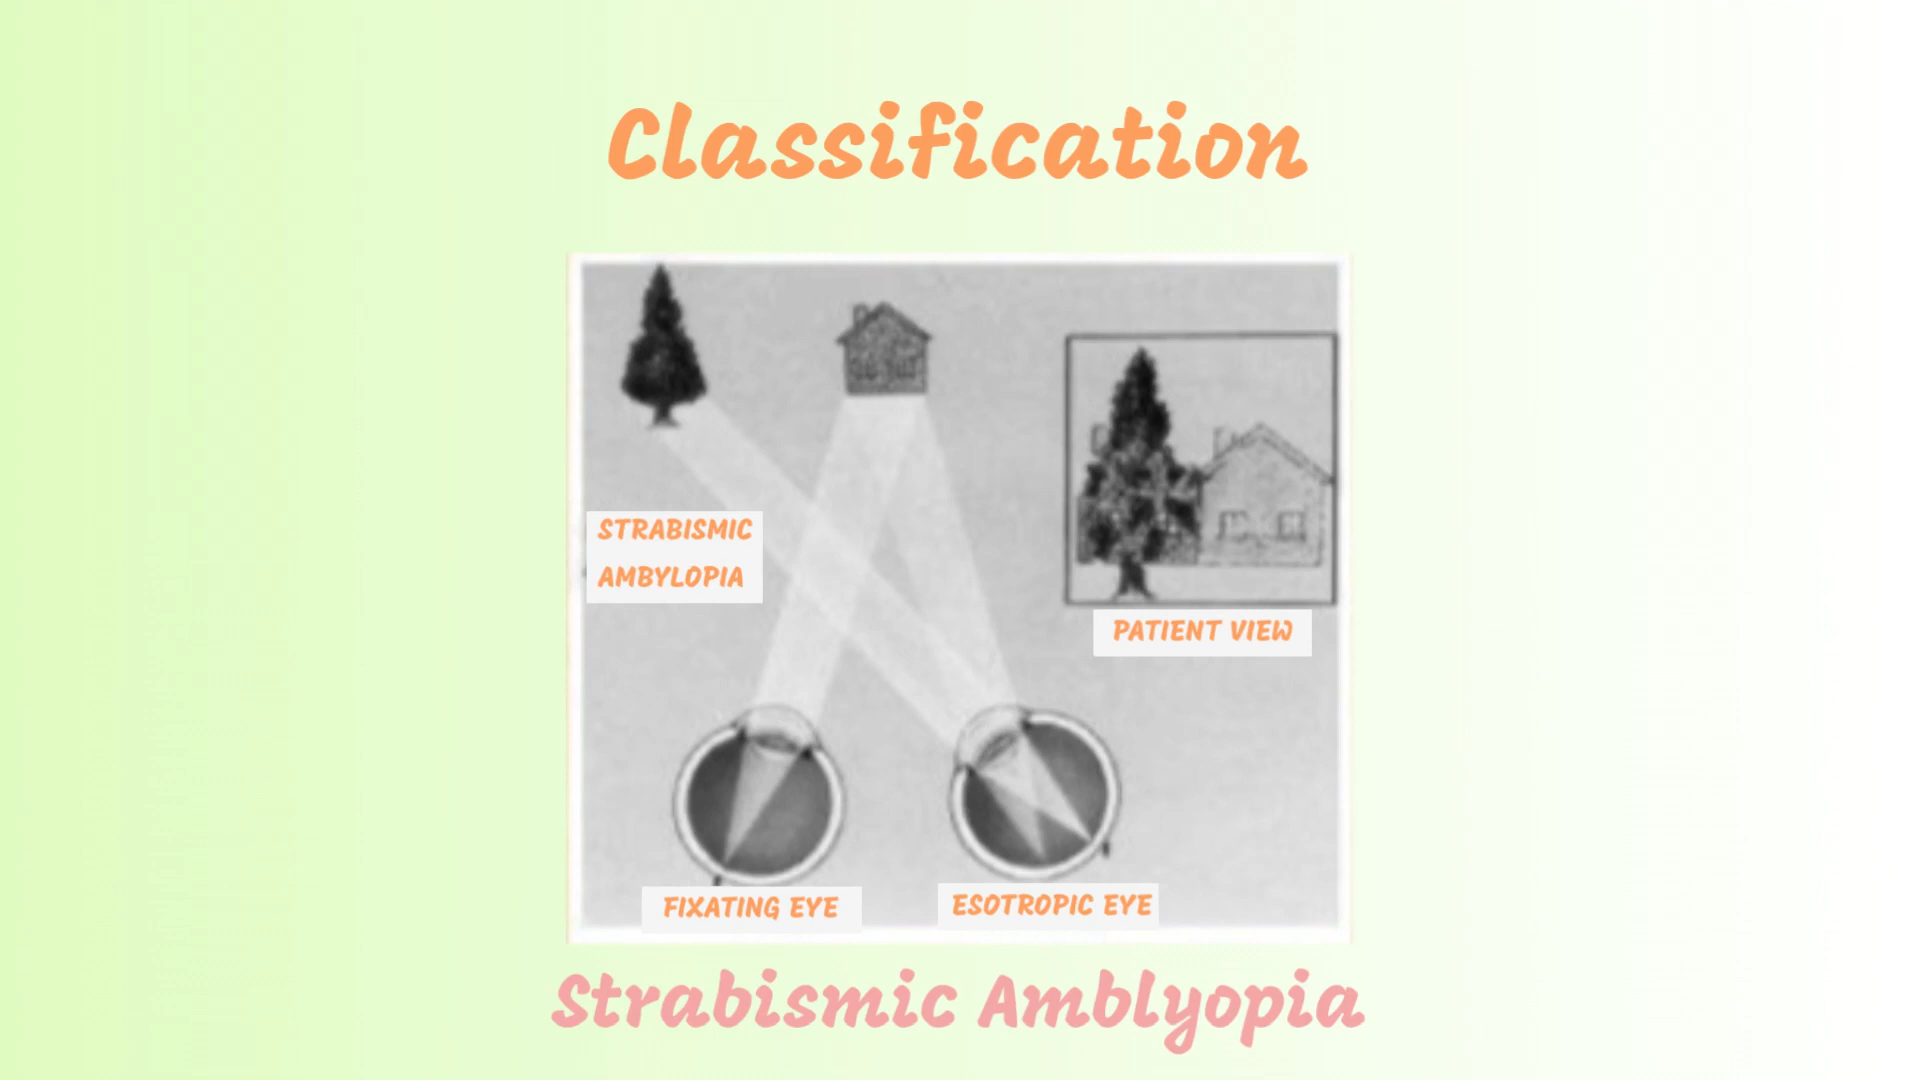 Classification
STRABISMIC
AMBYLOPIA
PATIENT VIEW
FIXATING EYE
ESOTROPIC EYE
Strabismic Amblyopia